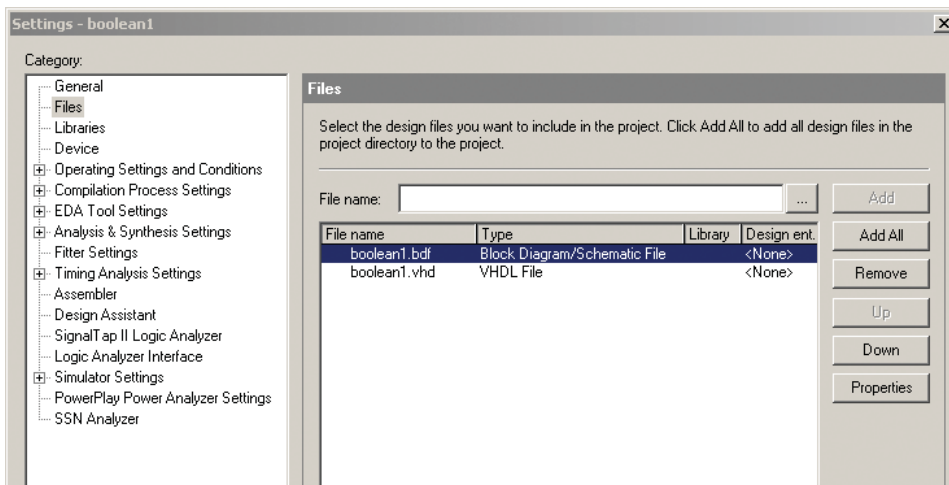 Settings - boolean1
Category:
General
Files
Libraries
Device
Operating Settings and Conditions
Compilation Process Settings
EDA Tool Settings
Analysis & Synthesis Settings
Fitter Settings
Timing Analysis Settings
Assembler
Design Assistant
SignalTap II Logic Analyzer
Logic Analyzer Interface
Simulator Settings
PowerPlay Power Analyzer Settings
SSN Analyzer
Files
Select the design files you want to include in the project. Click Add All to add all design files in the
project directory to the project.
File name: ... Add
File name Type Library Design ent. Add All
boolean1.bdf Block Diagram/Schematic File <None>
boolean1.vhd VHDL File <None> Remove
Up
Down
Properties